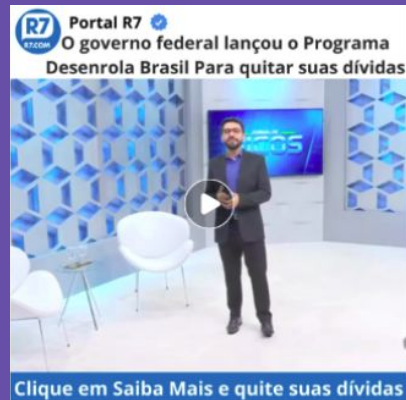 R7
R7.COM
Portal R7
O governo federal lançou o Programa
Desenrola Brasil Para quitar suas dívidas
Clique em Saiba Mais e quite suas dívidas